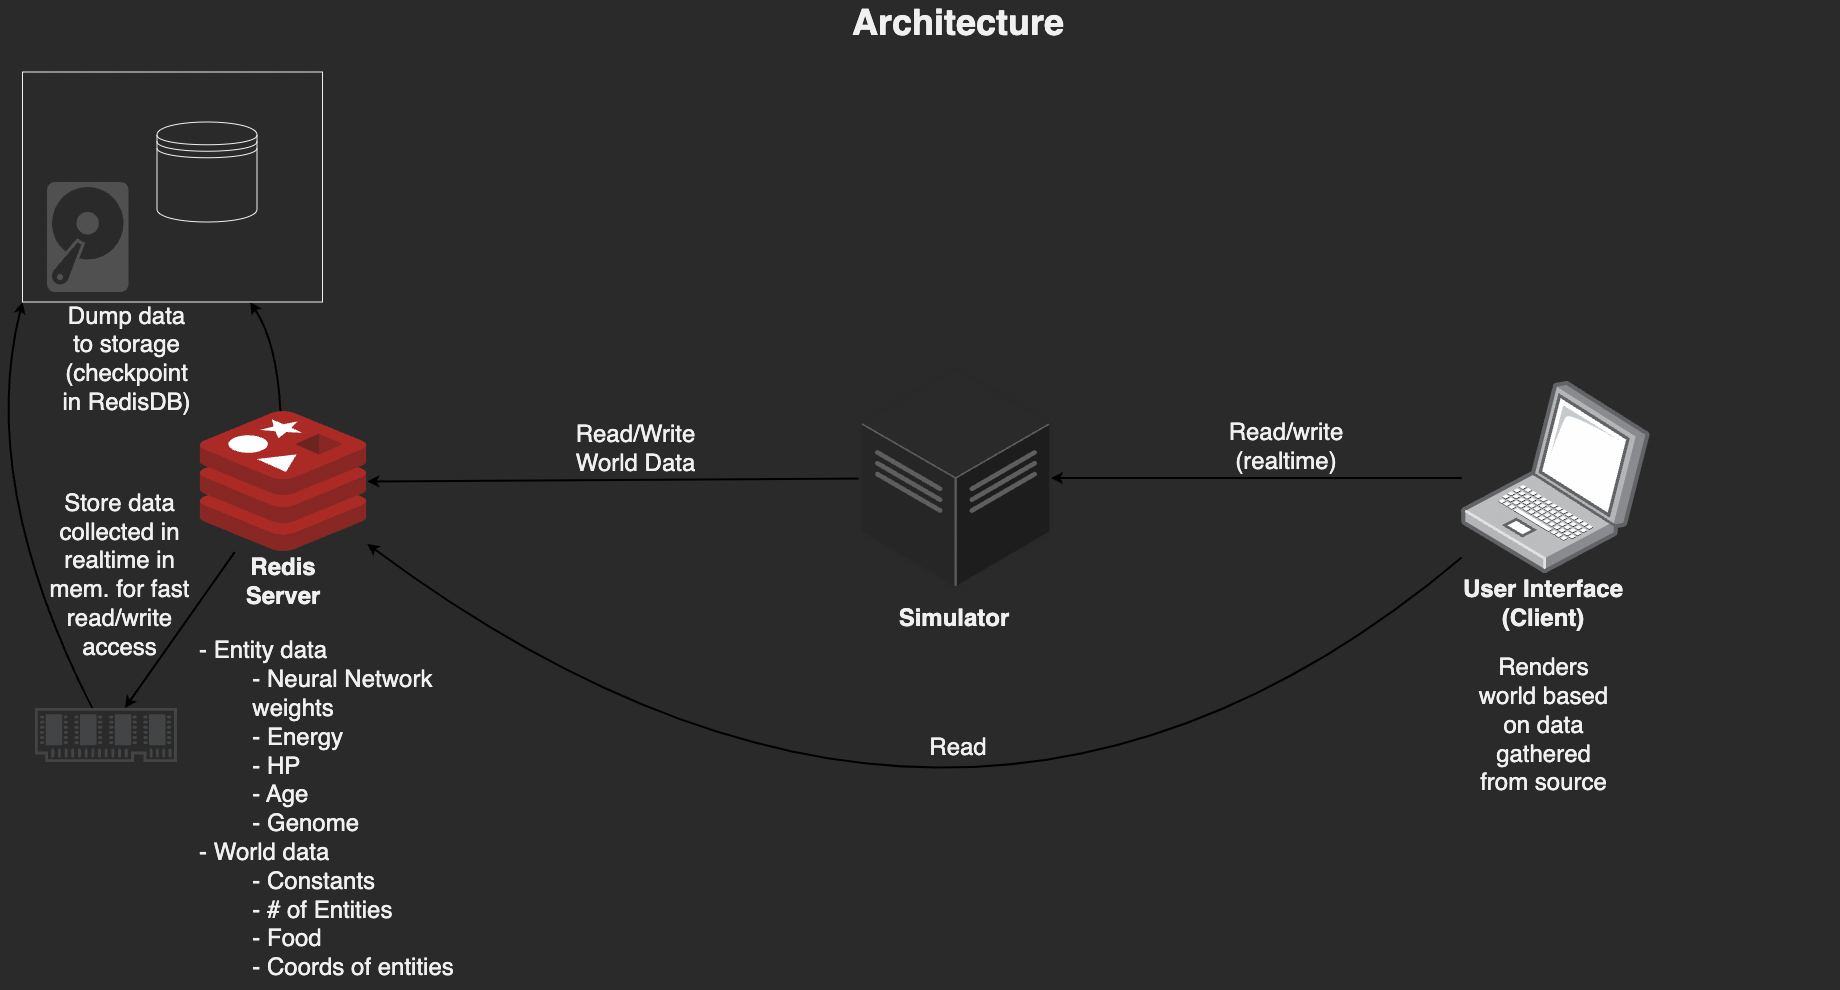 Architecture
Dump data
to storage
(checkpoint
in RedisDB)
Store data
collected in
realtime in
mem. for fast
read/write
access
Redis
Server
- Entity data
- Neural Network
weights
- Energy
- HP
- Age
- Genome
- World data
- Constants
- # of Entities
- Food
- Coords of entities
Read/Write
World Data
Simulator
Read
Read/write
(realtime)
User Interface
(Client)
Renders
world based
on data
gathered
from source